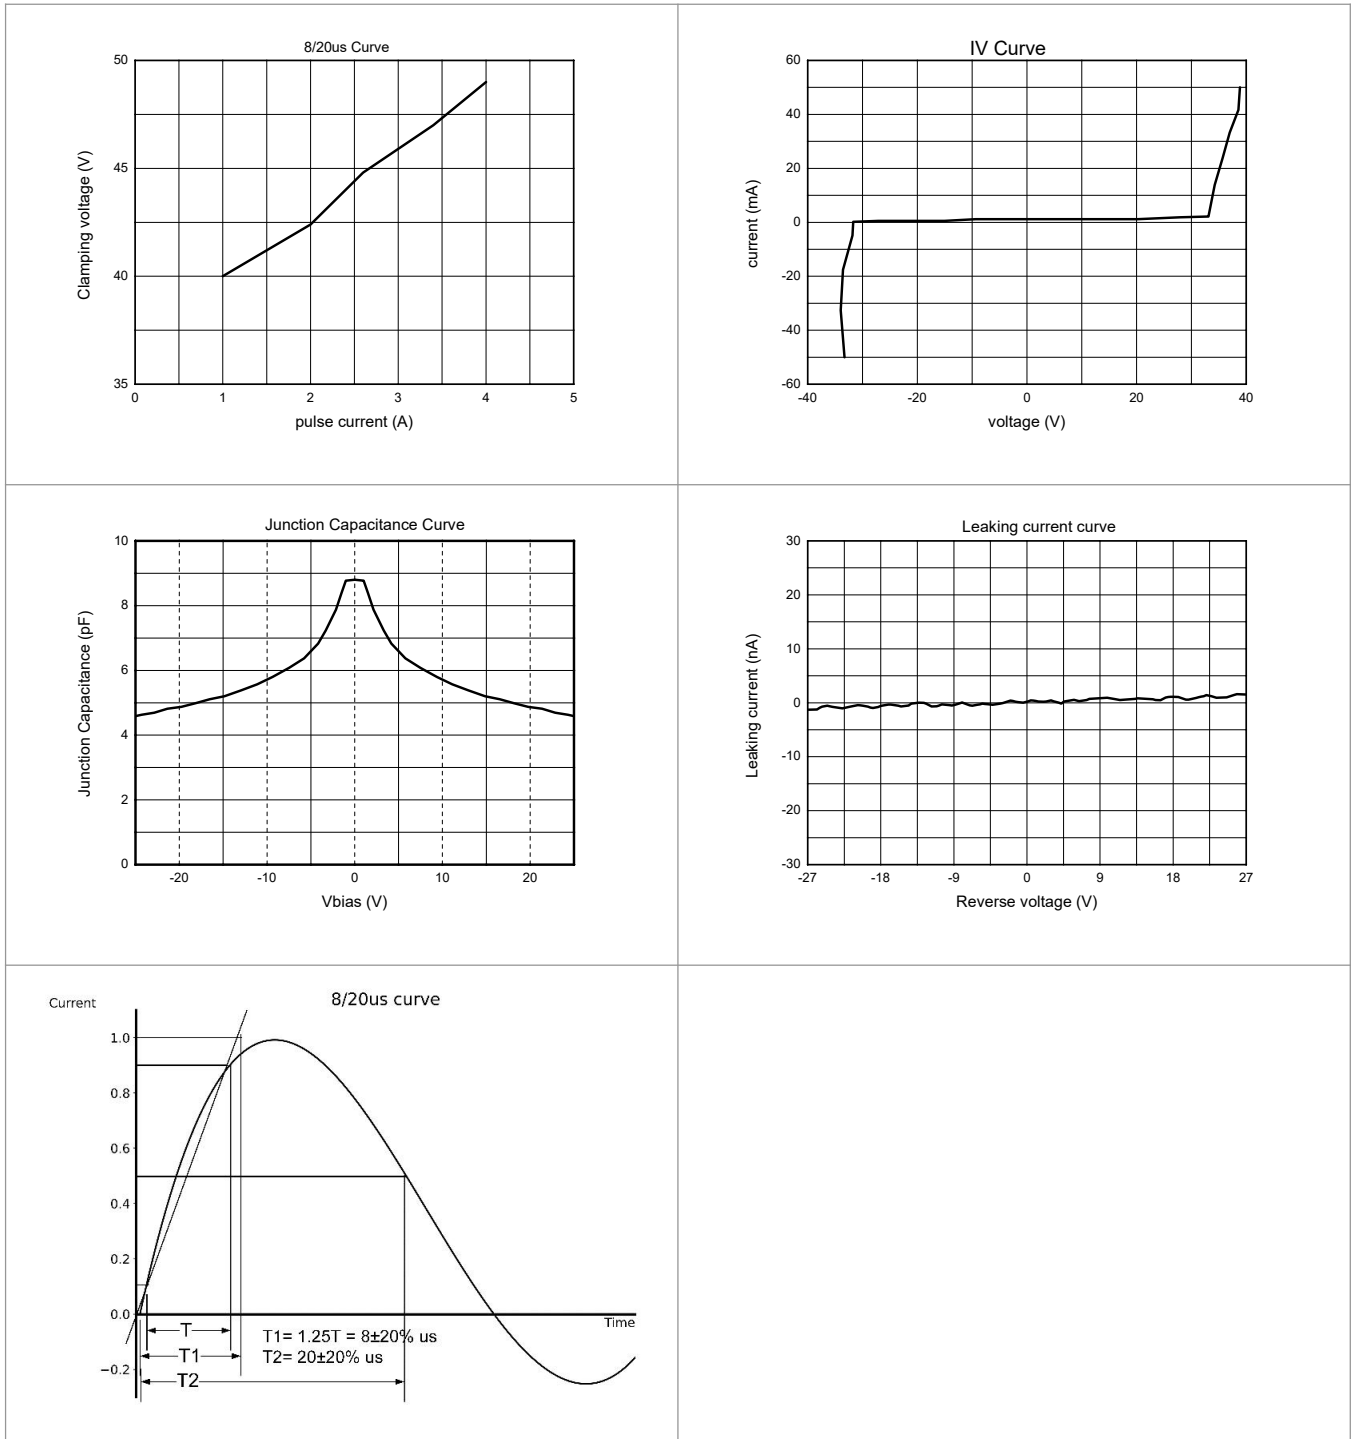 8/20us Curve
50
45
40
35
Clamping voltage (V)
0 1 2 3 4 5
pulse current (A)
IV Curve
60
40
20
0
-20
-40
-60
current (mA)
-40 -20 0 20 40
voltage (V)
Junction Capacitance Curve
10
8
6
4
2
0
Junction Capacitance (pF)
-20 -10 0 10 20
Vbias (V)
Leaking current curve
30
20
10
0
-10
-20
-30
Leaking current (nA)
-27 -18 -9 0 9 18 27
Reverse voltage (V)
8/20us curve
Current
1.0
0.8
0.6
0.4
0.2
0.0
−0.2
Time
T
T1
T2
T1= 1.25T = 8±20% us
T2= 20±20% us